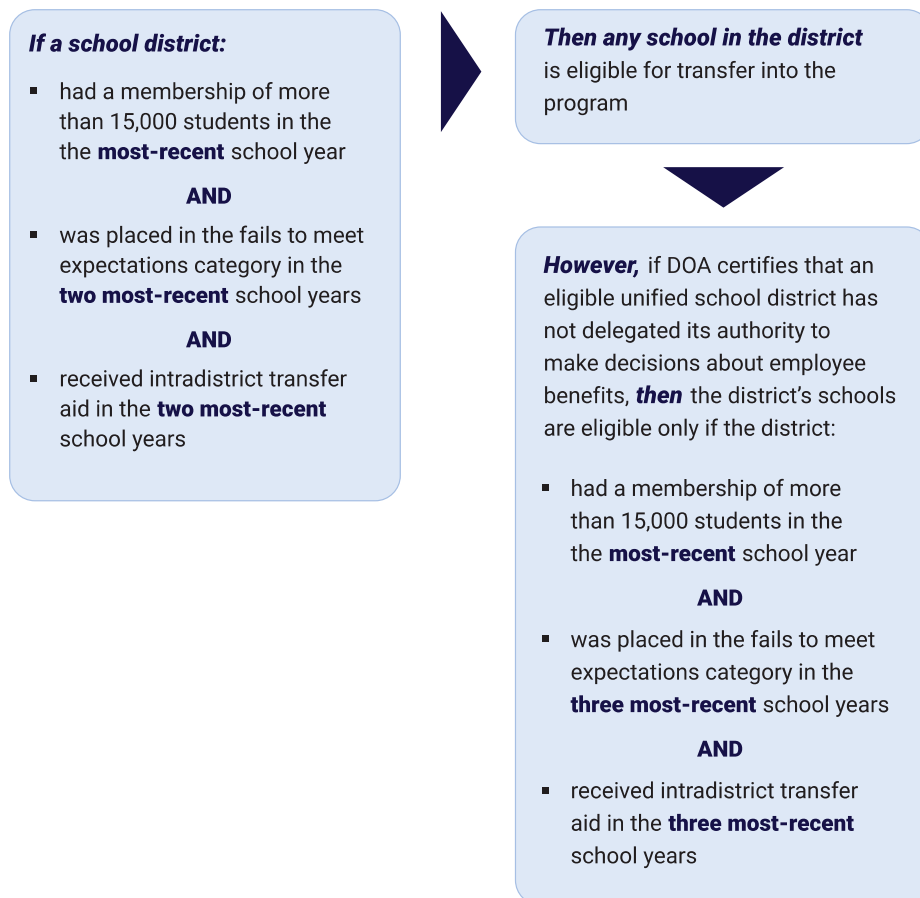 If a school district:
▪ had a membership of more
than 15,000 students in the
the most-recent school year
AND
▪ was placed in the fails to meet
expectations category in the
two most-recent school years
AND
▪ received intradistrict transfer
aid in the two most-recent
school years
Then any school in the district
is eligible for transfer into the
program
However, if DOA certifies that an
eligible unified school district has
not delegated its authority to
make decisions about employee
benefits, then the district’s schools
are eligible only if the district:
▪ had a membership of more
than 15,000 students in the
the most-recent school year
AND
▪ was placed in the fails to meet
expectations category in the
three most-recent school years
AND
▪ received intradistrict transfer
aid in the three most-recent
school years